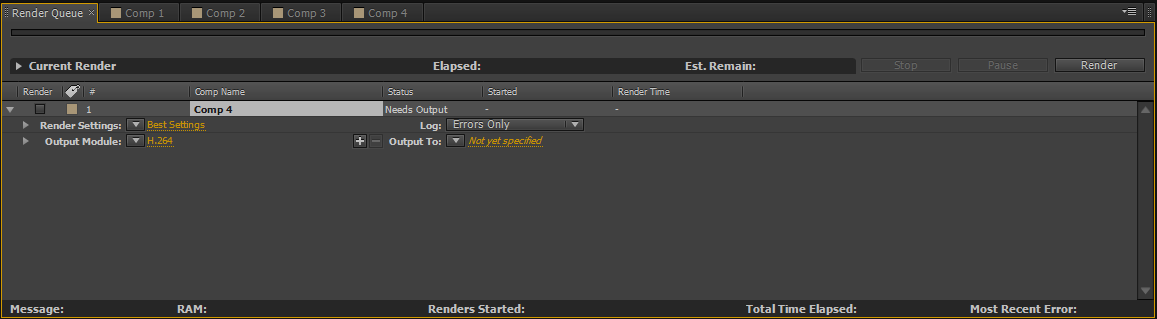 Render Queue × Comp 1 Comp 2 Comp 3 Comp 4
Current Render Elapsed: Est. Remain: Stop Pause Render
Render # Comp Name Status Started Render Time
1 Comp 4 Needs Output - -
Render Settings: Best Settings Log: Errors Only
Output Module: H.264 Output To: Not yet specified
Message: RAM: Renders Started: Total Time Elapsed: Most Recent Error: